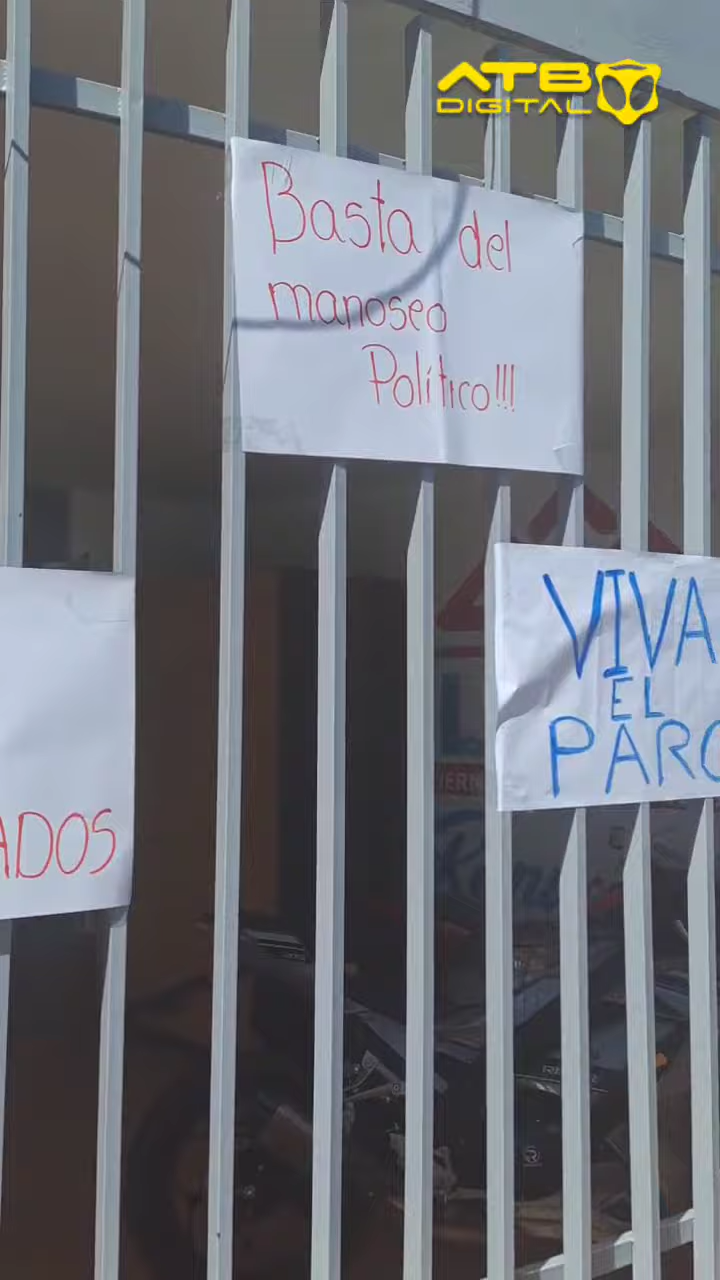 ATB
DIGITAL
Basta del
manoseo
Político!!!
VIVA
EL
PARO
ADOS